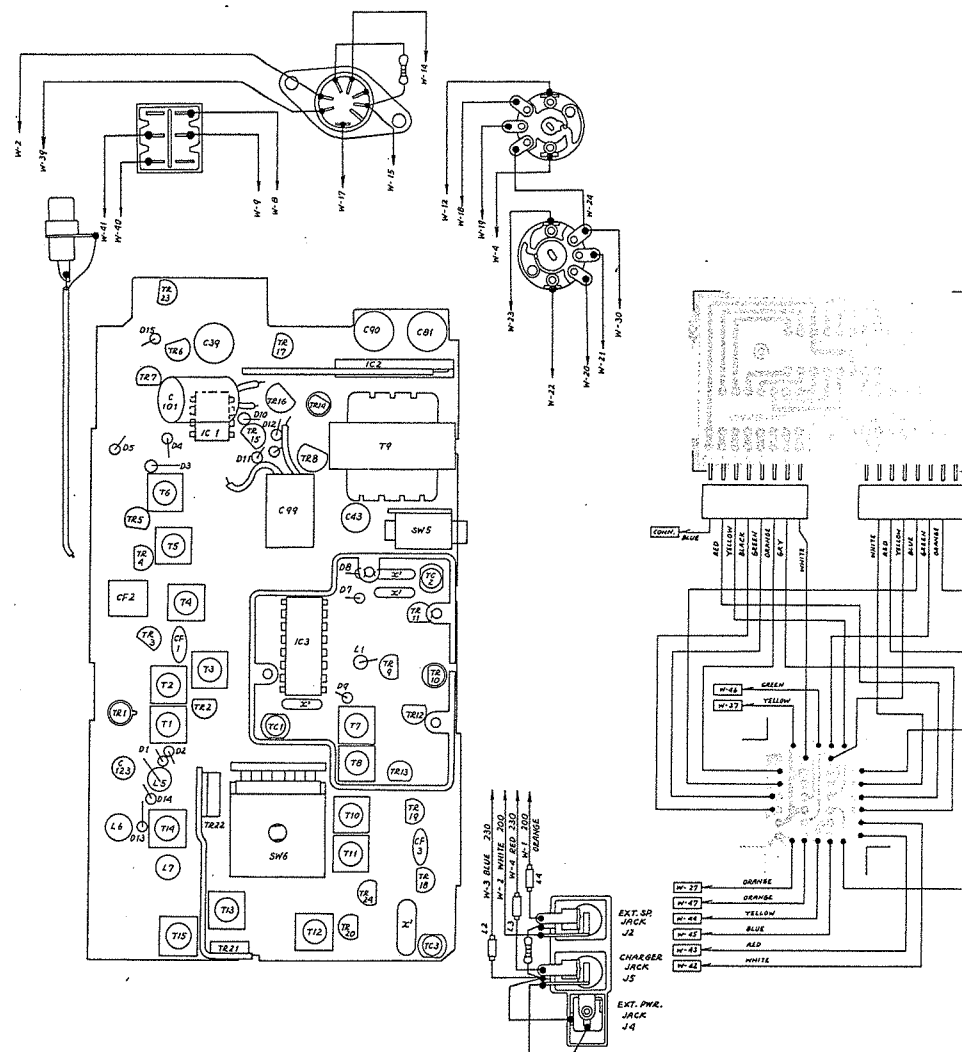 W-14
W-2
W-39
W-41
W-40
W-9
W-8
W-17
W-15
W-12
W-18
W-19
W-4
W-24
W-23
W-22
W-20
W-21
W-30
TR 23
D15
TR6
C39
TR 17
C90
C81
IC2
TR7
C 101
IC 1
D10
TR16
TR14
TR 15
D12
D11
TR8
T9
D5
D4
D3
T6
C99
C43
SW5
TR5
T5
TR 4
D8
X'
TC 2
D7
X'
CF2
T4
TR 11
IC3
TR 3
CF 1
T3
L1
TR 9
TR 10
T2
D9
X'
TR1
TR2
T1
TC1
T7
TR12
D1
D2
C 123
L5
T8
TR13
D14
L6
D13
T14
TR22
SW6
T10
TR 19
T11
CF 3
L7
TR 18
TR 24
T13
X'
T15
TR21
T12
TR 20
TC3
W-3 BLUE 230
W-2 WHITE 200
W-4 RED 230
W-1 200
ORANGE
L2
L3
L4
EXT. SP.
JACK
J2
CHARGER
JACK
J5
EXT. PWR.
JACK
J4
CONN.
BLUE
RED
YELLOW
BLACK
GREEN
ORANGE
GRY
WHITE
WHITE
RED
YELLOW
BLUE
GREEN
ORANGE
W-46 GREEN
W-37 YELLOW
W-27 ORANGE
W-47 ORANGE
W-44 YELLOW
W-45 BLUE
W-43 RED
W-42 WHITE